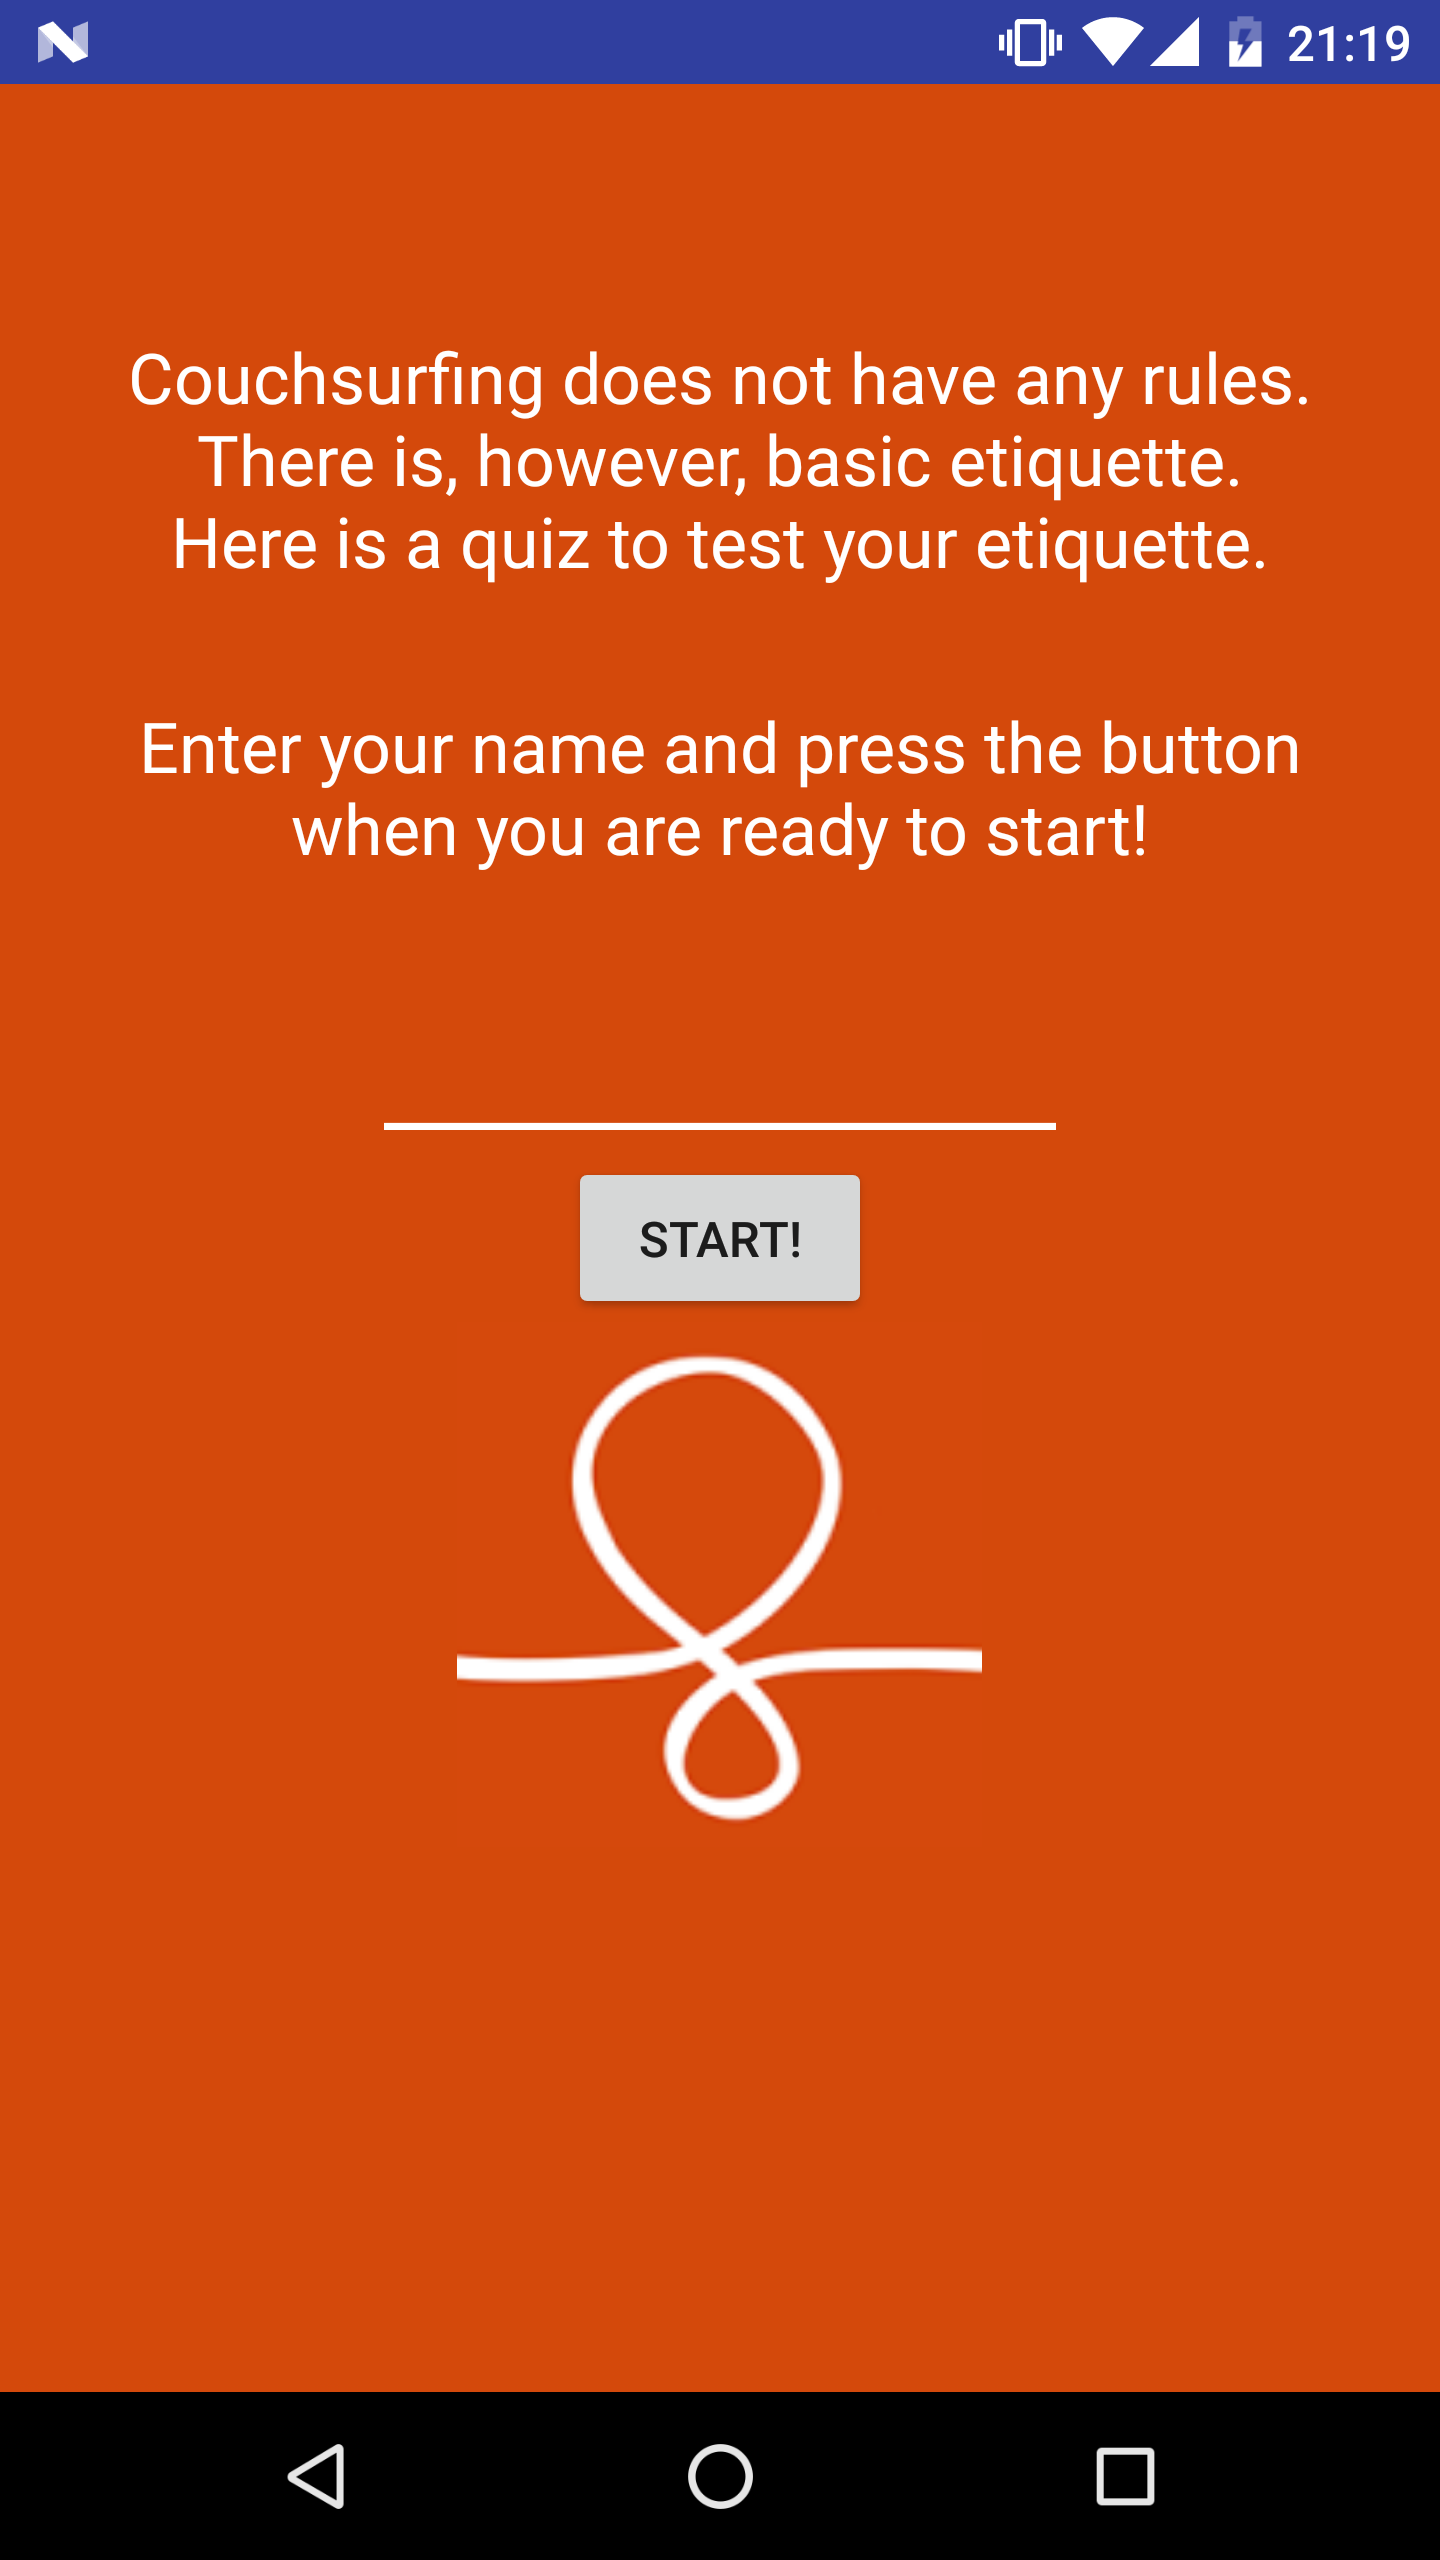 21:19
Couchsurfing does not have any rules.
There is, however, basic etiquette.
Here is a quiz to test your etiquette.
Enter your name and press the button
when you are ready to start!
START!